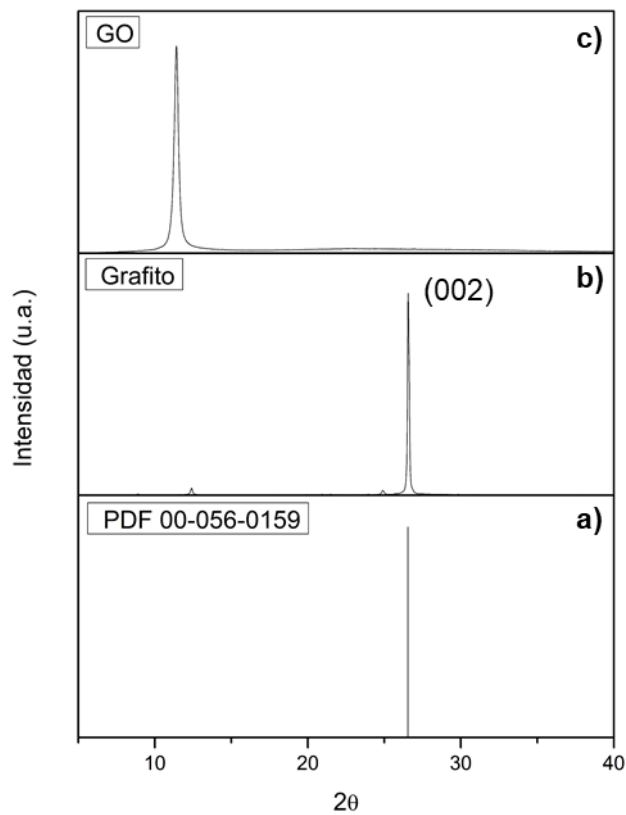 GO
c)
Grafito
b)
(002)
PDF 00-056-0159
a)
Intensidad (u.a.)
10 20 30 40
2θ